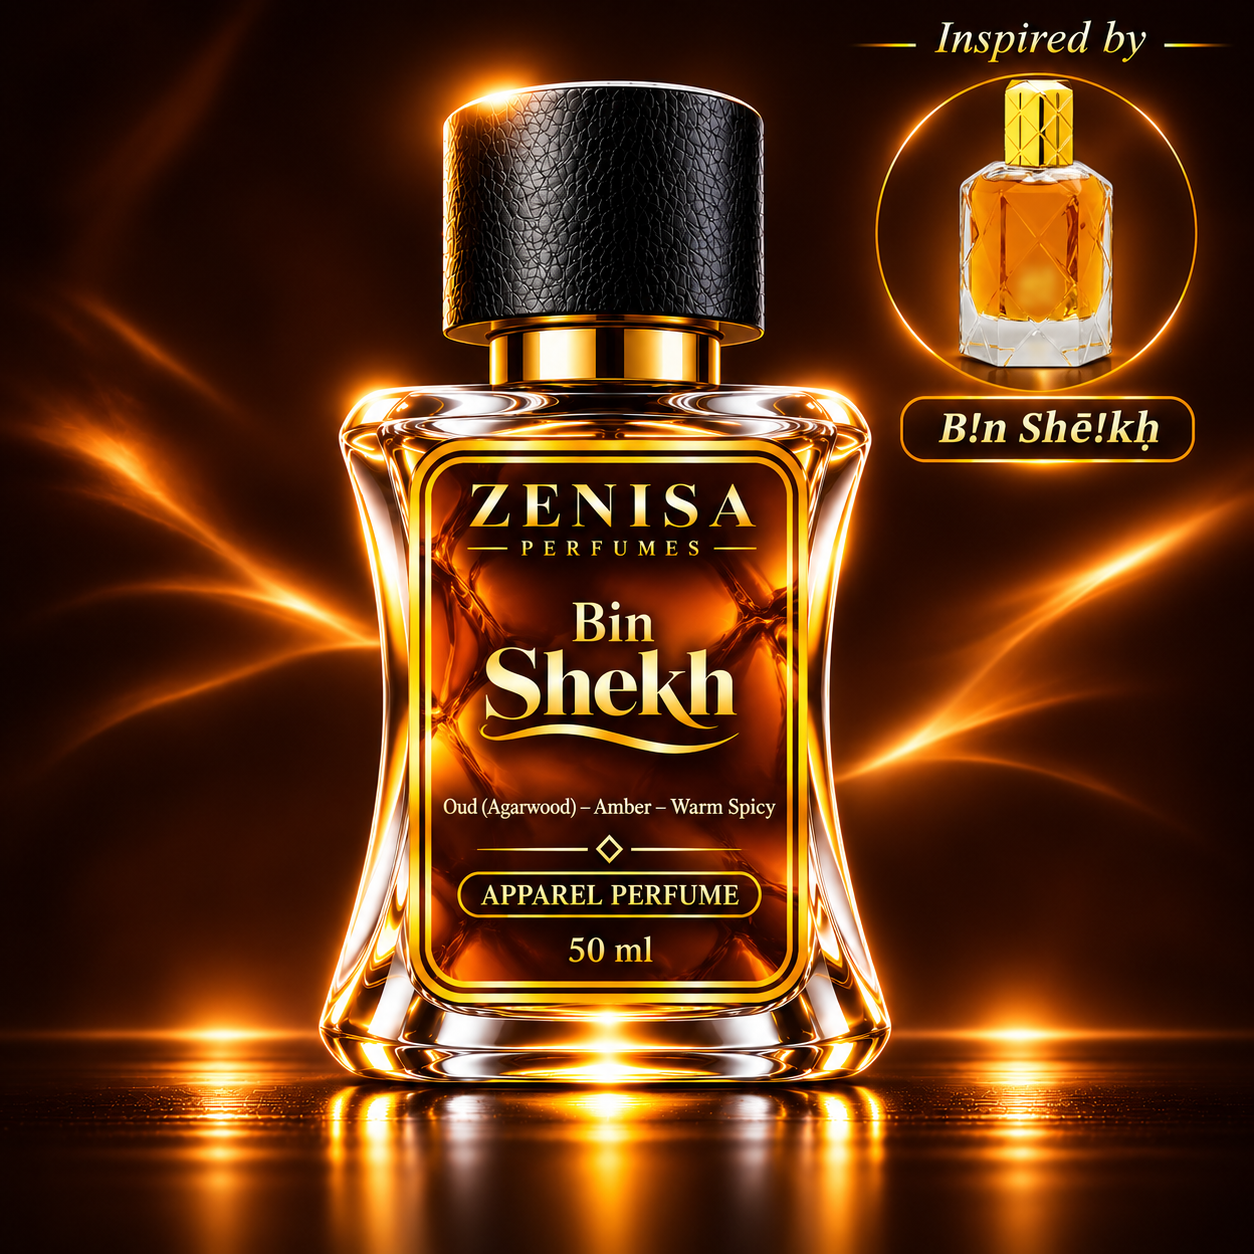 Inspired by
B!n Shē!kḥ
ZENISA
PERFUMES
Bin
Shekh
Oud (Agarwood) – Amber – Warm Spicy
APPAREL PERFUME
50 ml